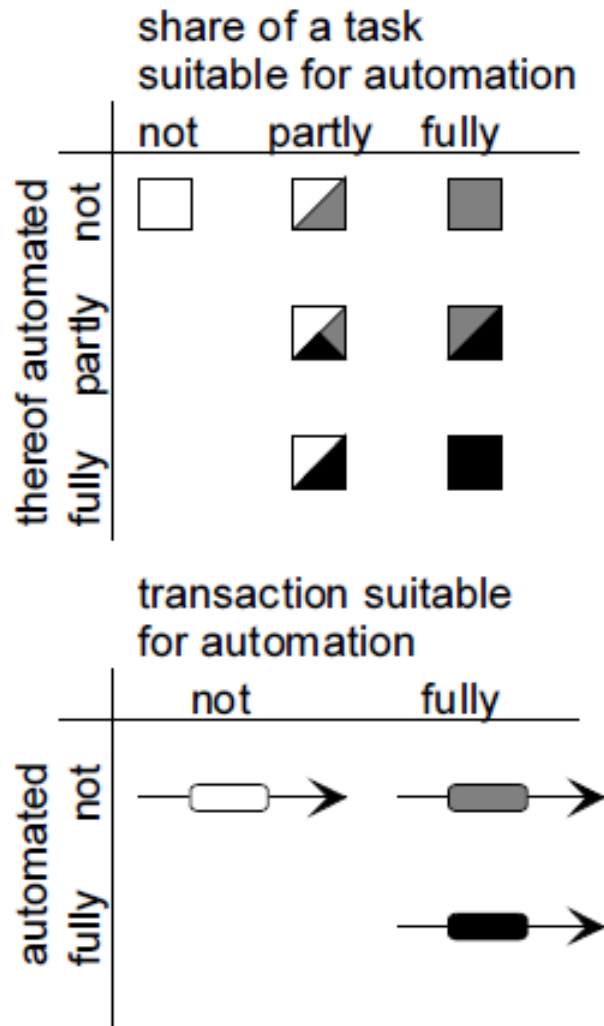 share of a task
suitable for automation
not partly fully
thereof automated
not
partly
fully
transaction suitable
for automation
not fully
automated
not
fully